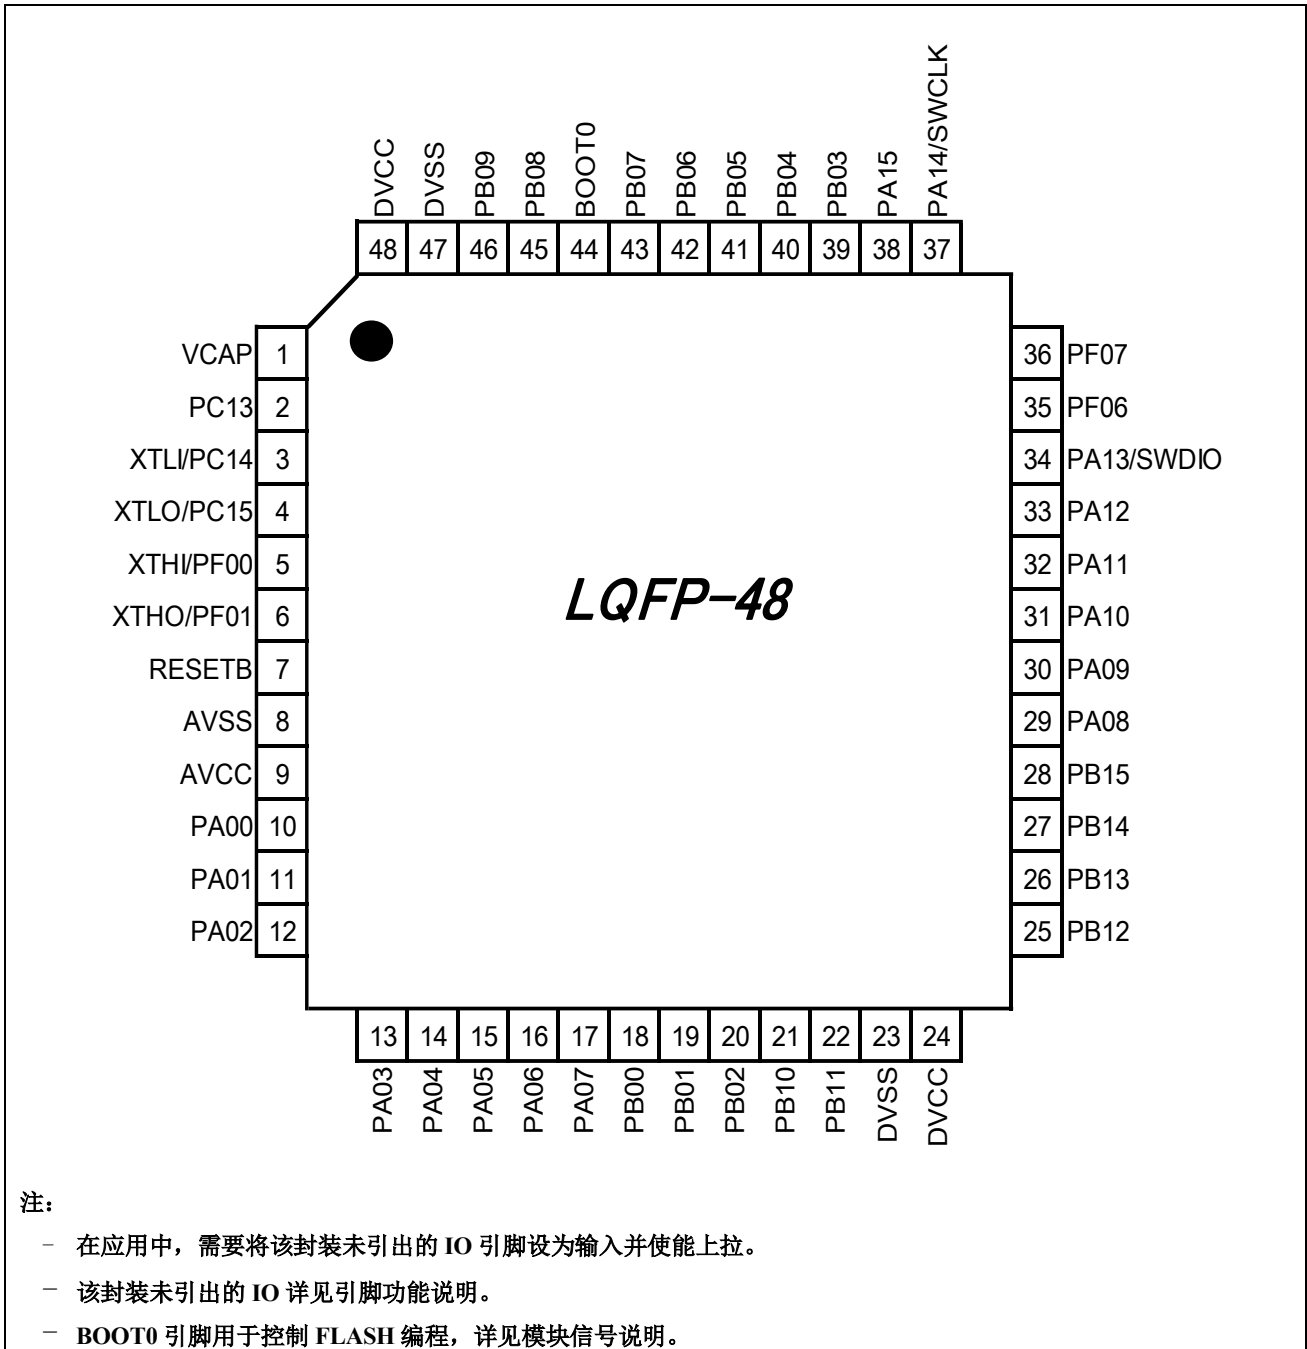 DVCC DVSS PB09 PB08 BOOT0 PB07 PB06 PB05 PB04 PB03 PA15 PA14/SWCLK
48 47 46 45 44 43 42 41 40 39 38 37
VCAP 1 36 PF07
PC13 2 35 PF06
XTLI/PC14 3 34 PA13/SWDIO
XTLO/PC15 4 33 PA12
XTHI/PF00 5 32 PA11
LQFP-48
XTHO/PF01 6 31 PA10
RESETB 7 30 PA09
AVSS 8 29 PA08
AVCC 9 28 PB15
PA00 10 27 PB14
PA01 11 26 PB13
PA02 12 25 PB12
13 14 15 16 17 18 19 20 21 22 23 24
PA03 PA04 PA05 PA06 PA07 PB00 PB01 PB02 PB10 PB11 DVSS DVCC
注：
– 在应用中，需要将该封装未引出的 IO 引脚设为输入并使能上拉。
– 该封装未引出的 IO 详见引脚功能说明。
– BOOT0 引脚用于控制 FLASH 编程，详见模块信号说明。